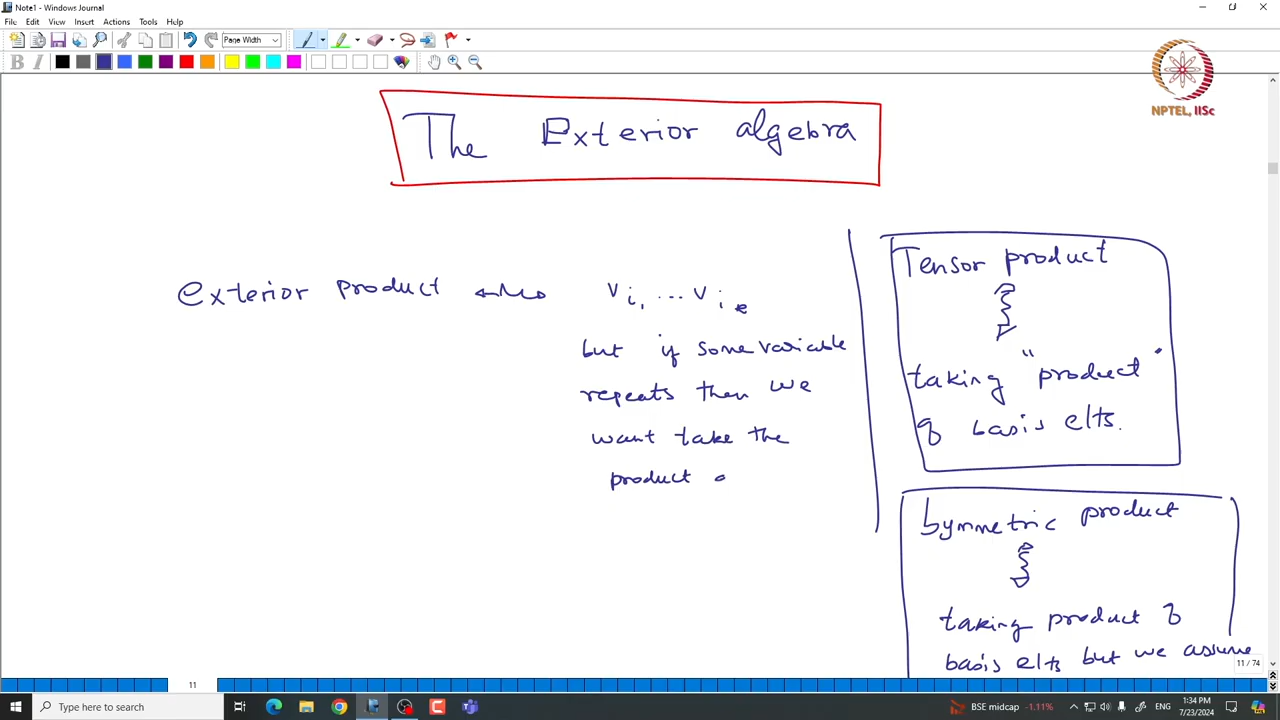 Note1 - Windows Journal
File Edit View Insert Actions Tools Help
Page Width
B I
NPTEL, IISc
The Exterior algebra
exterior product
v i1 ... v ie
but if some variable
repeats then we
want take the
product
Tensor product
taking "product"
of basis elts.
Symmetric product
taking product of
basis elts but we assume
11 / 74
11
Type here to search
BSE midcap -1.11%
ENG
1:34 PM
7/23/2024